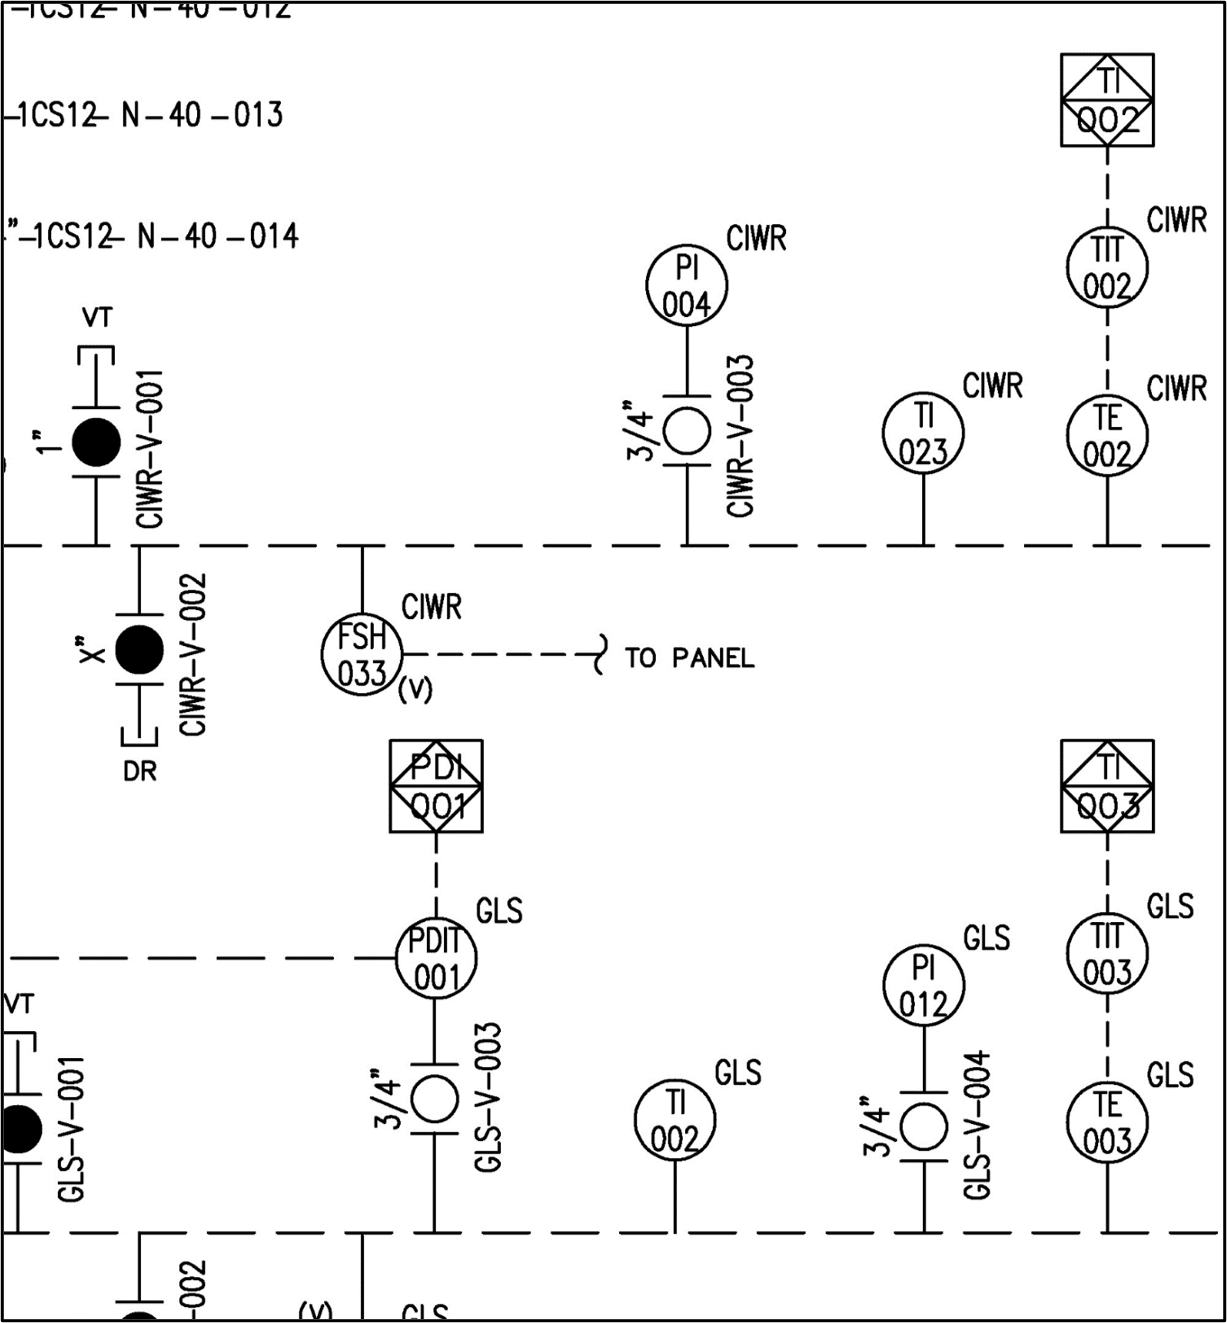 -1CS12- N-40-012
-1CS12- N-40-013
"-1CS12- N-40-014
TI
002
CIWR
TIT
002
CIWR
PI
004
VT
1"
CIWR-V-001
3/4"
CIWR-V-003
CIWR
TI
023
CIWR
TE
002
X"
CIWR-V-002
DR
CIWR
FSH
033
(V)
TO PANEL
PDI
001
TI
003
GLS
PDIT
001
GLS
PI
012
GLS
TIT
003
VT
GLS-V-001
3/4"
GLS-V-003
GLS
TI
002
3/4"
GLS-V-004
GLS
TE
003
-002
(V)
GLS